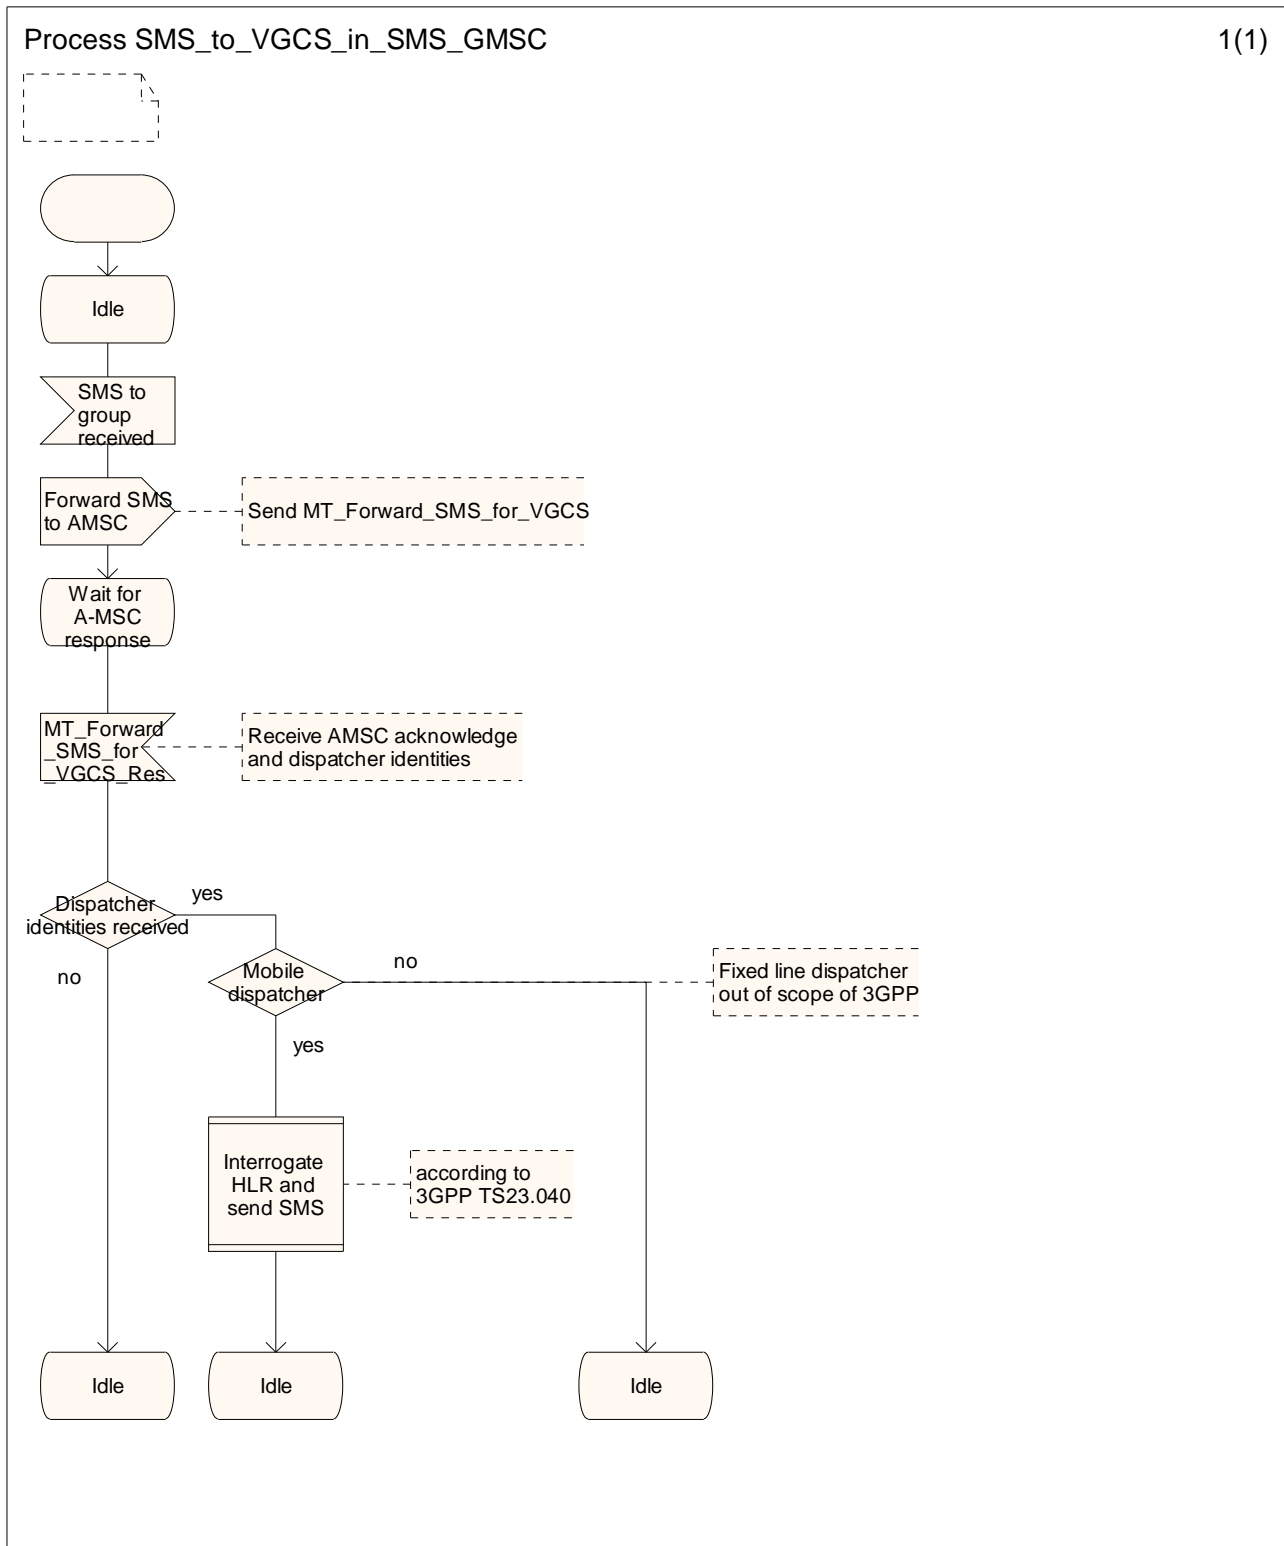 Process SMS_to_VGCS_in_SMS_GMSC
1(1)
Idle
SMS to
group
received
Forward SMS
to AMSC
Send MT_Forward_SMS_for_VGCS
Wait for
A-MSC
response
MT_Forward
_SMS_for
_VGCS_Res
Receive AMSC acknowledge
and dispatcher identities
Dispatcher
identities received
yes
no
Mobile
dispatcher
no
Fixed line dispatcher
out of scope of 3GPP
yes
Interrogate
HLR and
send SMS
according to
3GPP TS23.040
Idle
Idle
Idle